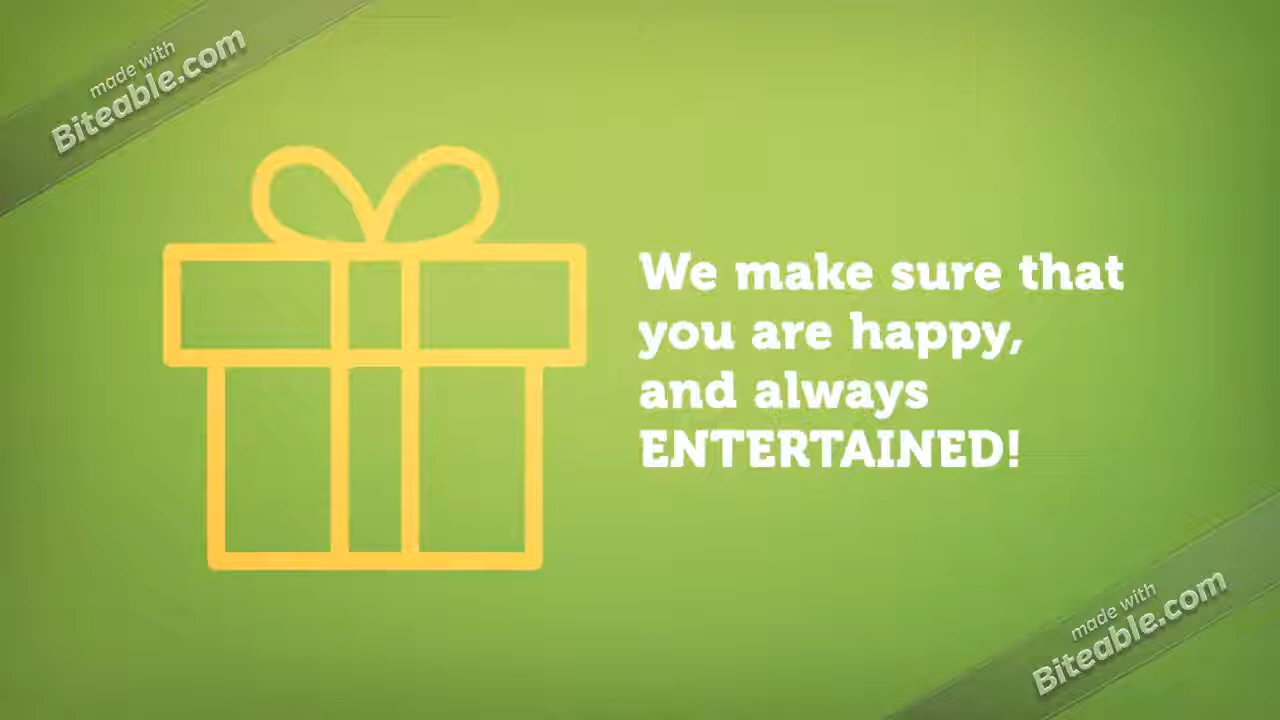 made with
Biteable.com
We make sure that
you are happy,
and always
ENTERTAINED!
made with
Biteable.com